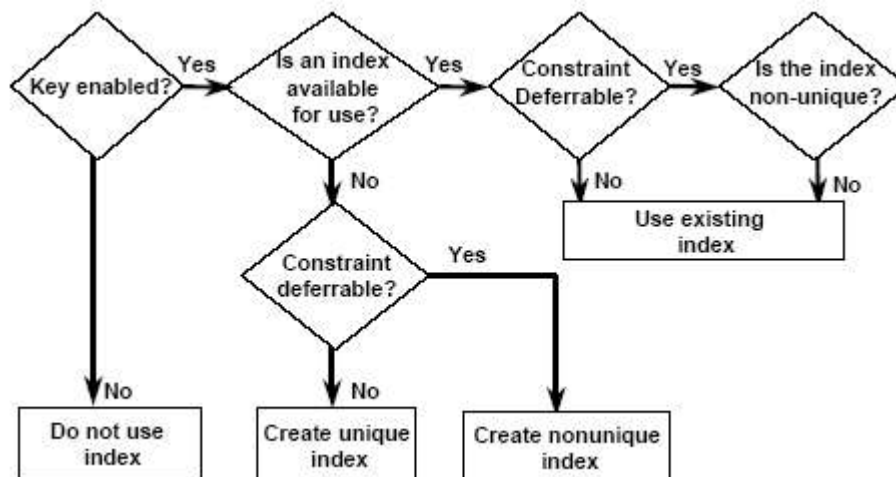 Key enabled?
Yes
Is an index
available
for use?
Yes
Constraint
Deferrable?
Yes
Is the index
non-unique?
No
No
No
Use existing
index
Constraint
deferrable?
Yes
No
No
Do not use
index
Create unique
index
Create nonunique
index